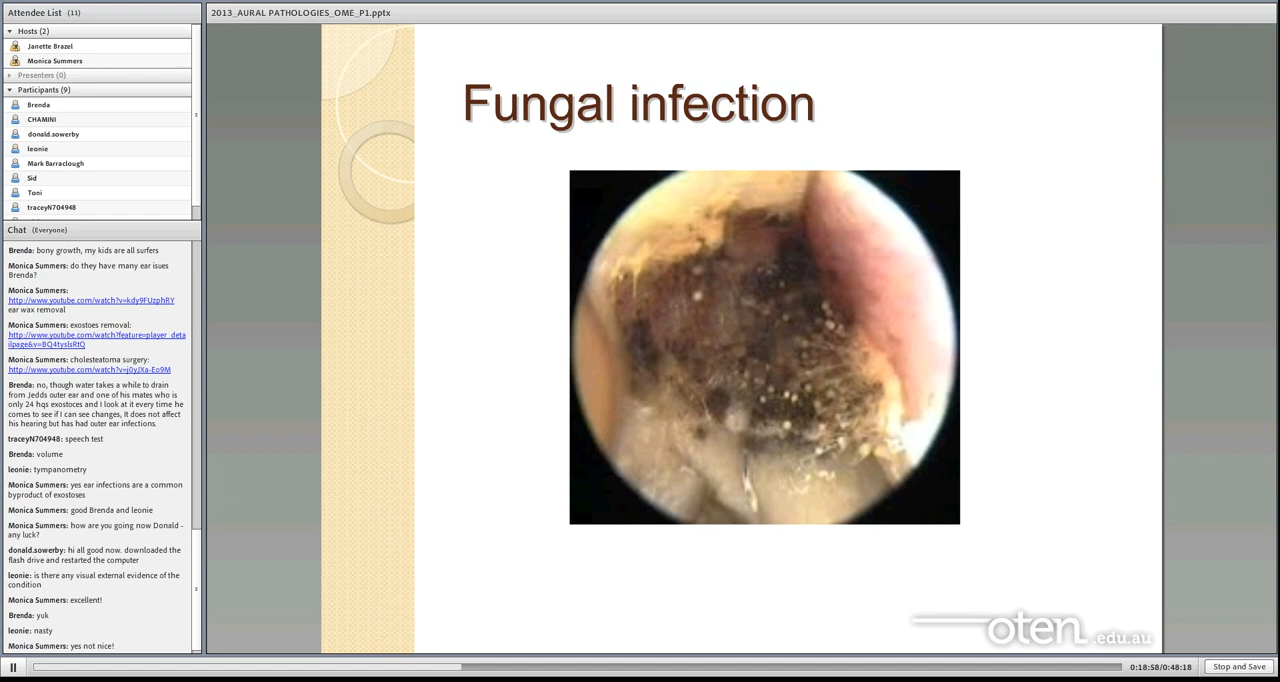 Attendee List (11)
Hosts (2)
Janette Brazel
Monica Summers
Presenters (0)
Participants (9)
Brenda
CHAMINI
donald.sowerby
leonie
Mark Barraclough
Sid
Toni
traceyN704948
Chat (Everyone)
Brenda: bony growth, my kids are all surfers
Monica Summers: do they have many ear isues
Brenda?
Monica Summers:
http://www.youtube.com/watch?v=kdy9FUzphRY
ear wax removal
Monica Summers: exostoes removal:
http://www.youtube.com/watch?feature=player_deta
ilpage&v=BQ4tyslsRtQ
Monica Summers: cholesteatoma surgery:
http://www.youtube.com/watch?v=j0yJXa-Eo9M
Brenda: no, though water takes a while to drain
from Jedds outer ear and one of his mates who is
only 24 hqs exostoces and I look at it every time he
comes to see if I can see changes, It does not affect
his hearing but has had outer ear infections.
traceyN704948: speech test
Brenda: volume
leonie: tympanometry
Monica Summers: yes ear infections are a common
byproduct of exostoses
Monica Summers: good Brenda and leonie
Monica Summers: how are you going now Donald -
any luck?
donald.sowerby: hi all good now. downloaded the
flash drive and restarted the computer
leonie: is there any visual external evidence of the
condition
Monica Summers: excellent!
Brenda: yuk
leonie: nasty
Monica Summers: yes not nice!
2013_AURAL PATHOLOGIES_OME_P1.pptx
Fungal infection
oten.edu.au
0:18:58/0:48:18
Stop and Save